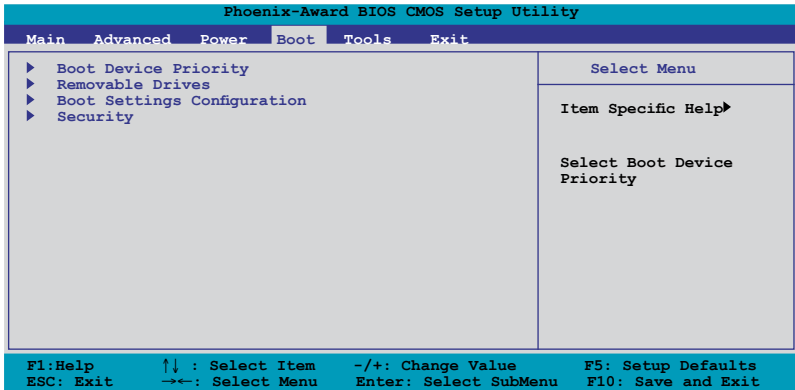 Phoenix-Award BIOS CMOS Setup Utility
Main Advanced Power Boot Tools Exit
Boot Device Priority
Removable Drives
Boot Settings Configuration
Security
Select Menu
Item Specific Help
Select Boot Device
Priority
F1:Help ↑↓ : Select Item -/+: Change Value F5: Setup Defaults
ESC: Exit →←: Select Menu Enter: Select SubMenu F10: Save and Exit